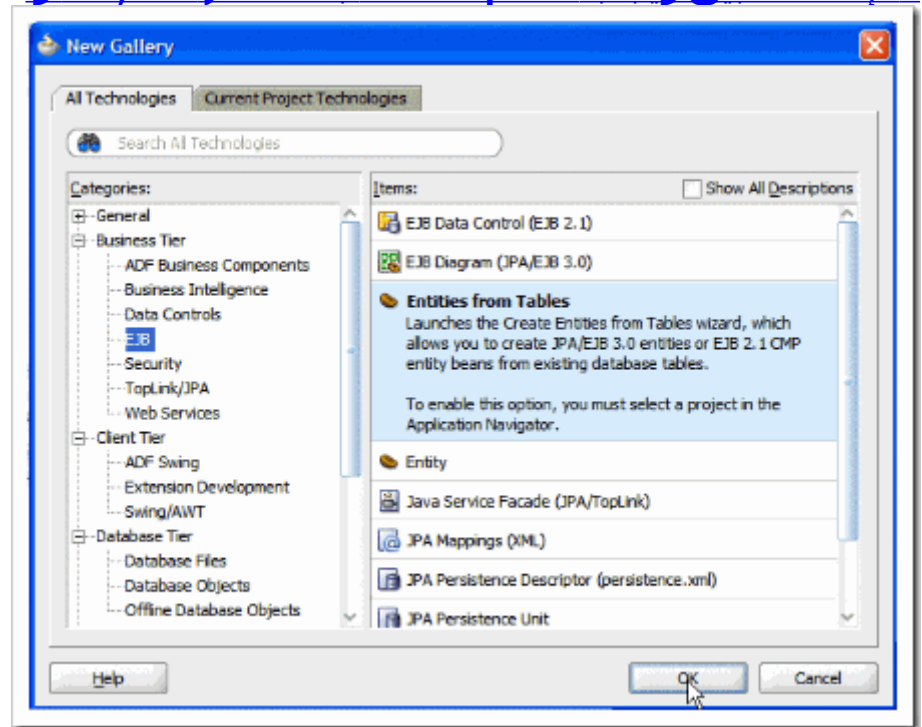 New Gallery
All Technologies
Current Project Technologies
Search All Technologies
Categories:
General
Business Tier
ADF Business Components
Business Intelligence
Data Controls
EJB
Security
TopLink/JPA
Web Services
Client Tier
ADF Swing
Extension Development
Swing/AWT
Database Tier
Database Files
Database Objects
Offline Database Objects
Items:
Show All Descriptions
EJB Data Control (EJB 2.1)
EJB Diagram (JPA/EJB 3.0)
Entities from Tables
Launches the Create Entities from Tables wizard, which
allows you to create JPA/EJB 3.0 entities or EJB 2.1 CMP
entity beans from existing database tables.
To enable this option, you must select a project in the
Application Navigator.
Entity
Java Service Facade (JPA/TopLink)
JPA Mappings (XML)
JPA Persistence Descriptor (persistence.xml)
JPA Persistence Unit
Help
OK
Cancel